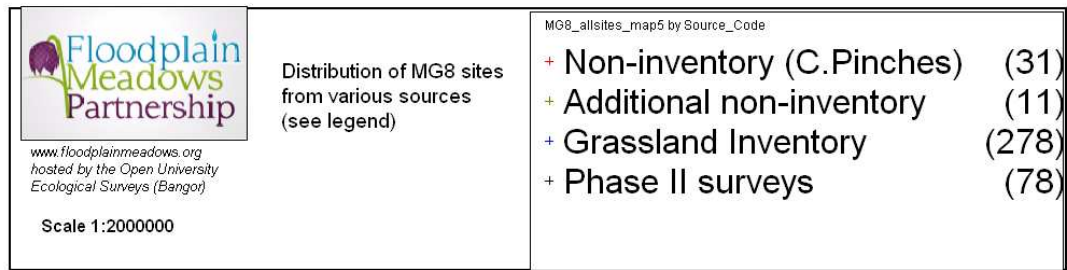 Floodplain
Meadows
Partnership
www.floodplainmeadows.org
hosted by the Open University
Ecological Surveys (Bangor)
Scale 1:2000000
Distribution of MG8 sites
from various sources
(see legend)
MG8_allsites_map5 by Source_Code
+ Non-inventory (C.Pinches) (31)
+ Additional non-inventory (11)
+ Grassland Inventory (278)
+ Phase II surveys (78)